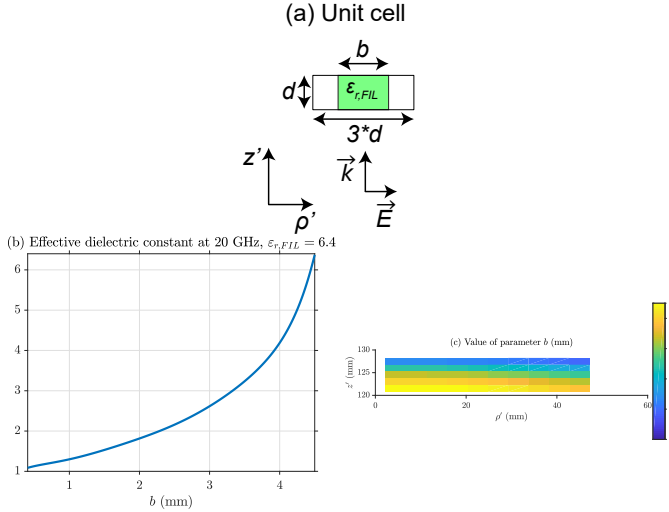 (a) Unit cell
b
d
εr,FIL
3*d
z'
k
ρ'
E
(b) Effective dielectric constant at 20 GHz, εr,FIL = 6.4
6
5
4
3
2
1
1
2
3
4
b (mm)
(c) Value of parameter b (mm)
130
125
120
z' (mm)
0
20
40
60
ρ' (mm)